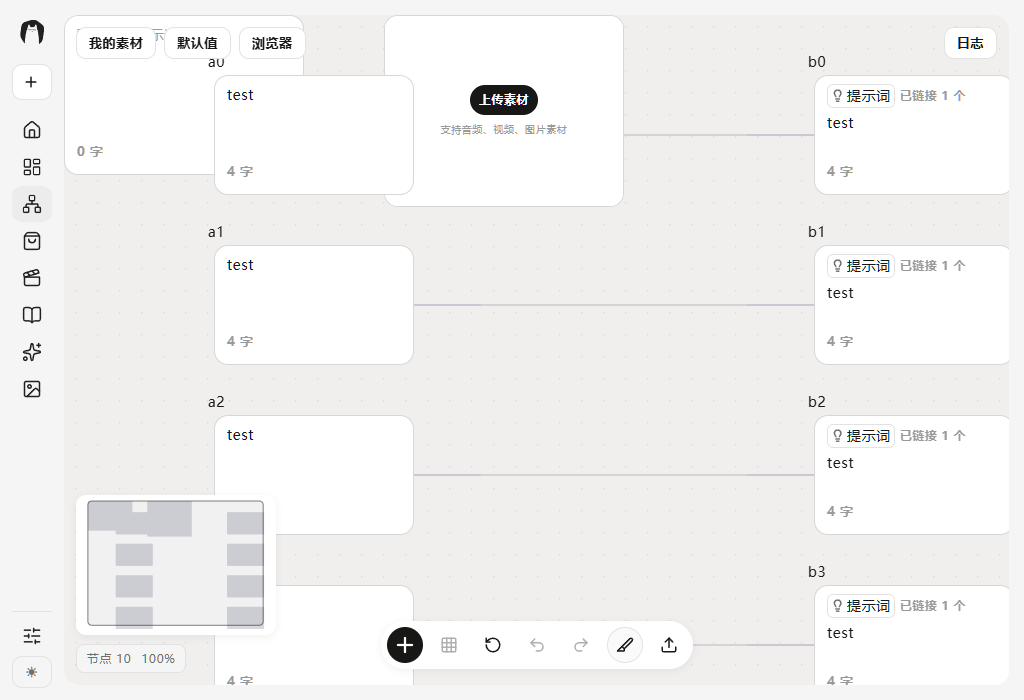 我的素材
默认值
浏览器
日志
0 字
a0
test
4 字
上传素材
支持音频、视频、图片素材
b0
提示词 已链接 1 个
test
4 字
a1
test
4 字
b1
提示词 已链接 1 个
test
4 字
a2
test
b2
提示词 已链接 1 个
test
4 字
4 字
b3
提示词 已链接 1 个
test
4 字
节点 10 100%